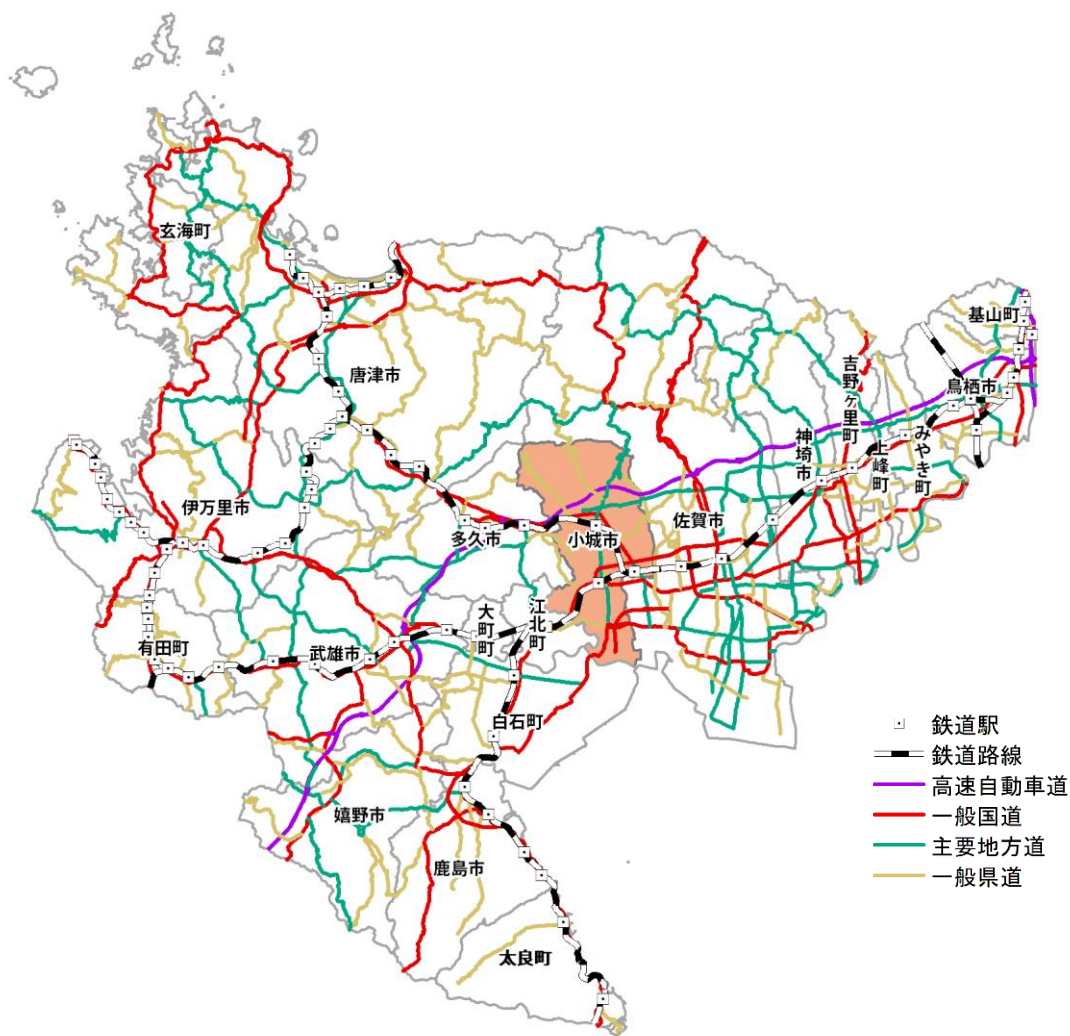 玄海町
唐津市
伊万里市
有田町
武雄市
多久市
大町町
江北町
小城市
佐賀市
神埼市
吉野ヶ里町
上峰町
みやき町
鳥栖市
基山町
白石町
嬉野市
鹿島市
太良町
鉄道駅
鉄道路線
高速自動車道
一般国道
主要地方道
一般県道